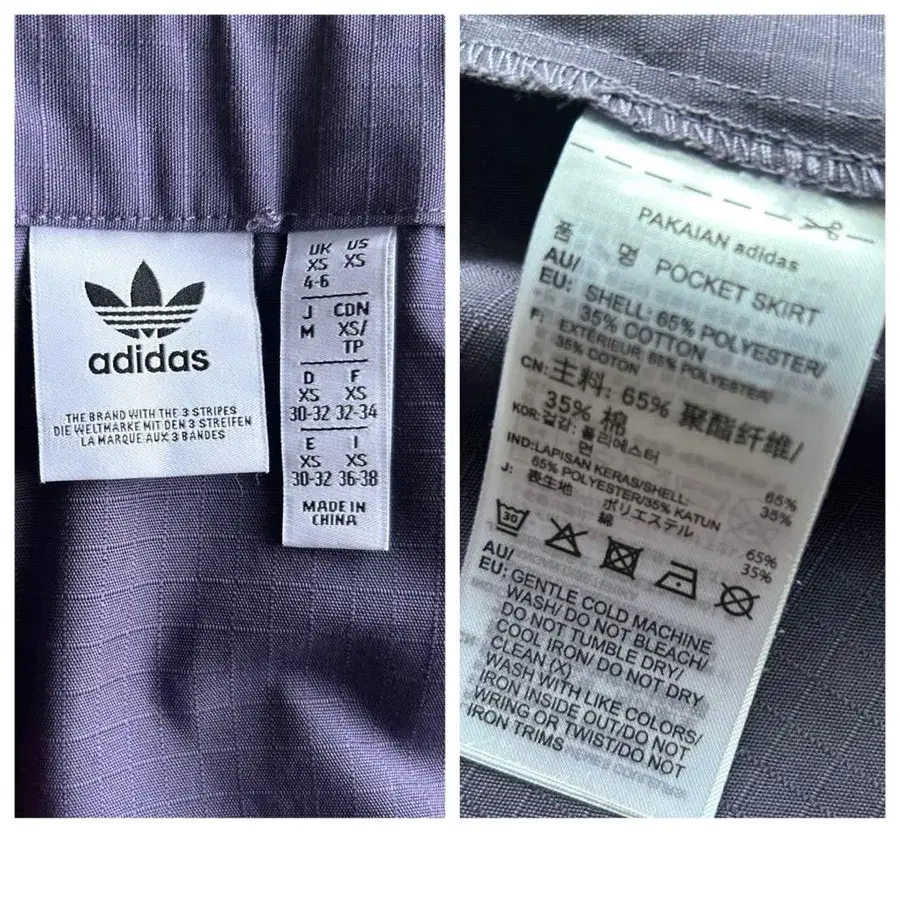 adidas
THE BRAND WITH THE 3 STRIPES
DIE WELTMARKE MIT DEN 3 STREIFEN
LA MARQUE AUX 3 BANDES
UK US
XS XS
4-6
J CDN
M XS/
TP
D F
XS XS
30-32 32-34
E I
XS XS
30-32 36-38
MADE IN
CHINA
PAKAIAN adidas
품 명 POCKET SKIRT
AU/
EU: SHELL: 65% POLYESTER/
35% COTTON
F: EXTÉRIEUR: 65% POLYESTER/
35% COTON
CN: 主料: 65% 聚酯纤维/
35% 棉
KOR: 겉감: 폴리에스터 65%
면 35%
IND: LAPISAN KERAS/SHELL:
65% POLYESTER/35% KATUN
J: 表生地 ポリエステル 65%
綿 35%
30
AU/
EU: GENTLE COLD MACHINE
WASH/ DO NOT BLEACH/
DO NOT TUMBLE DRY/
COOL IRON/ DO NOT DRY
CLEAN (X)
WASH WITH LIKE COLORS/
IRON INSIDE OUT/DO NOT
WRING OR TWIST/DO NOT
IRON TRIMS